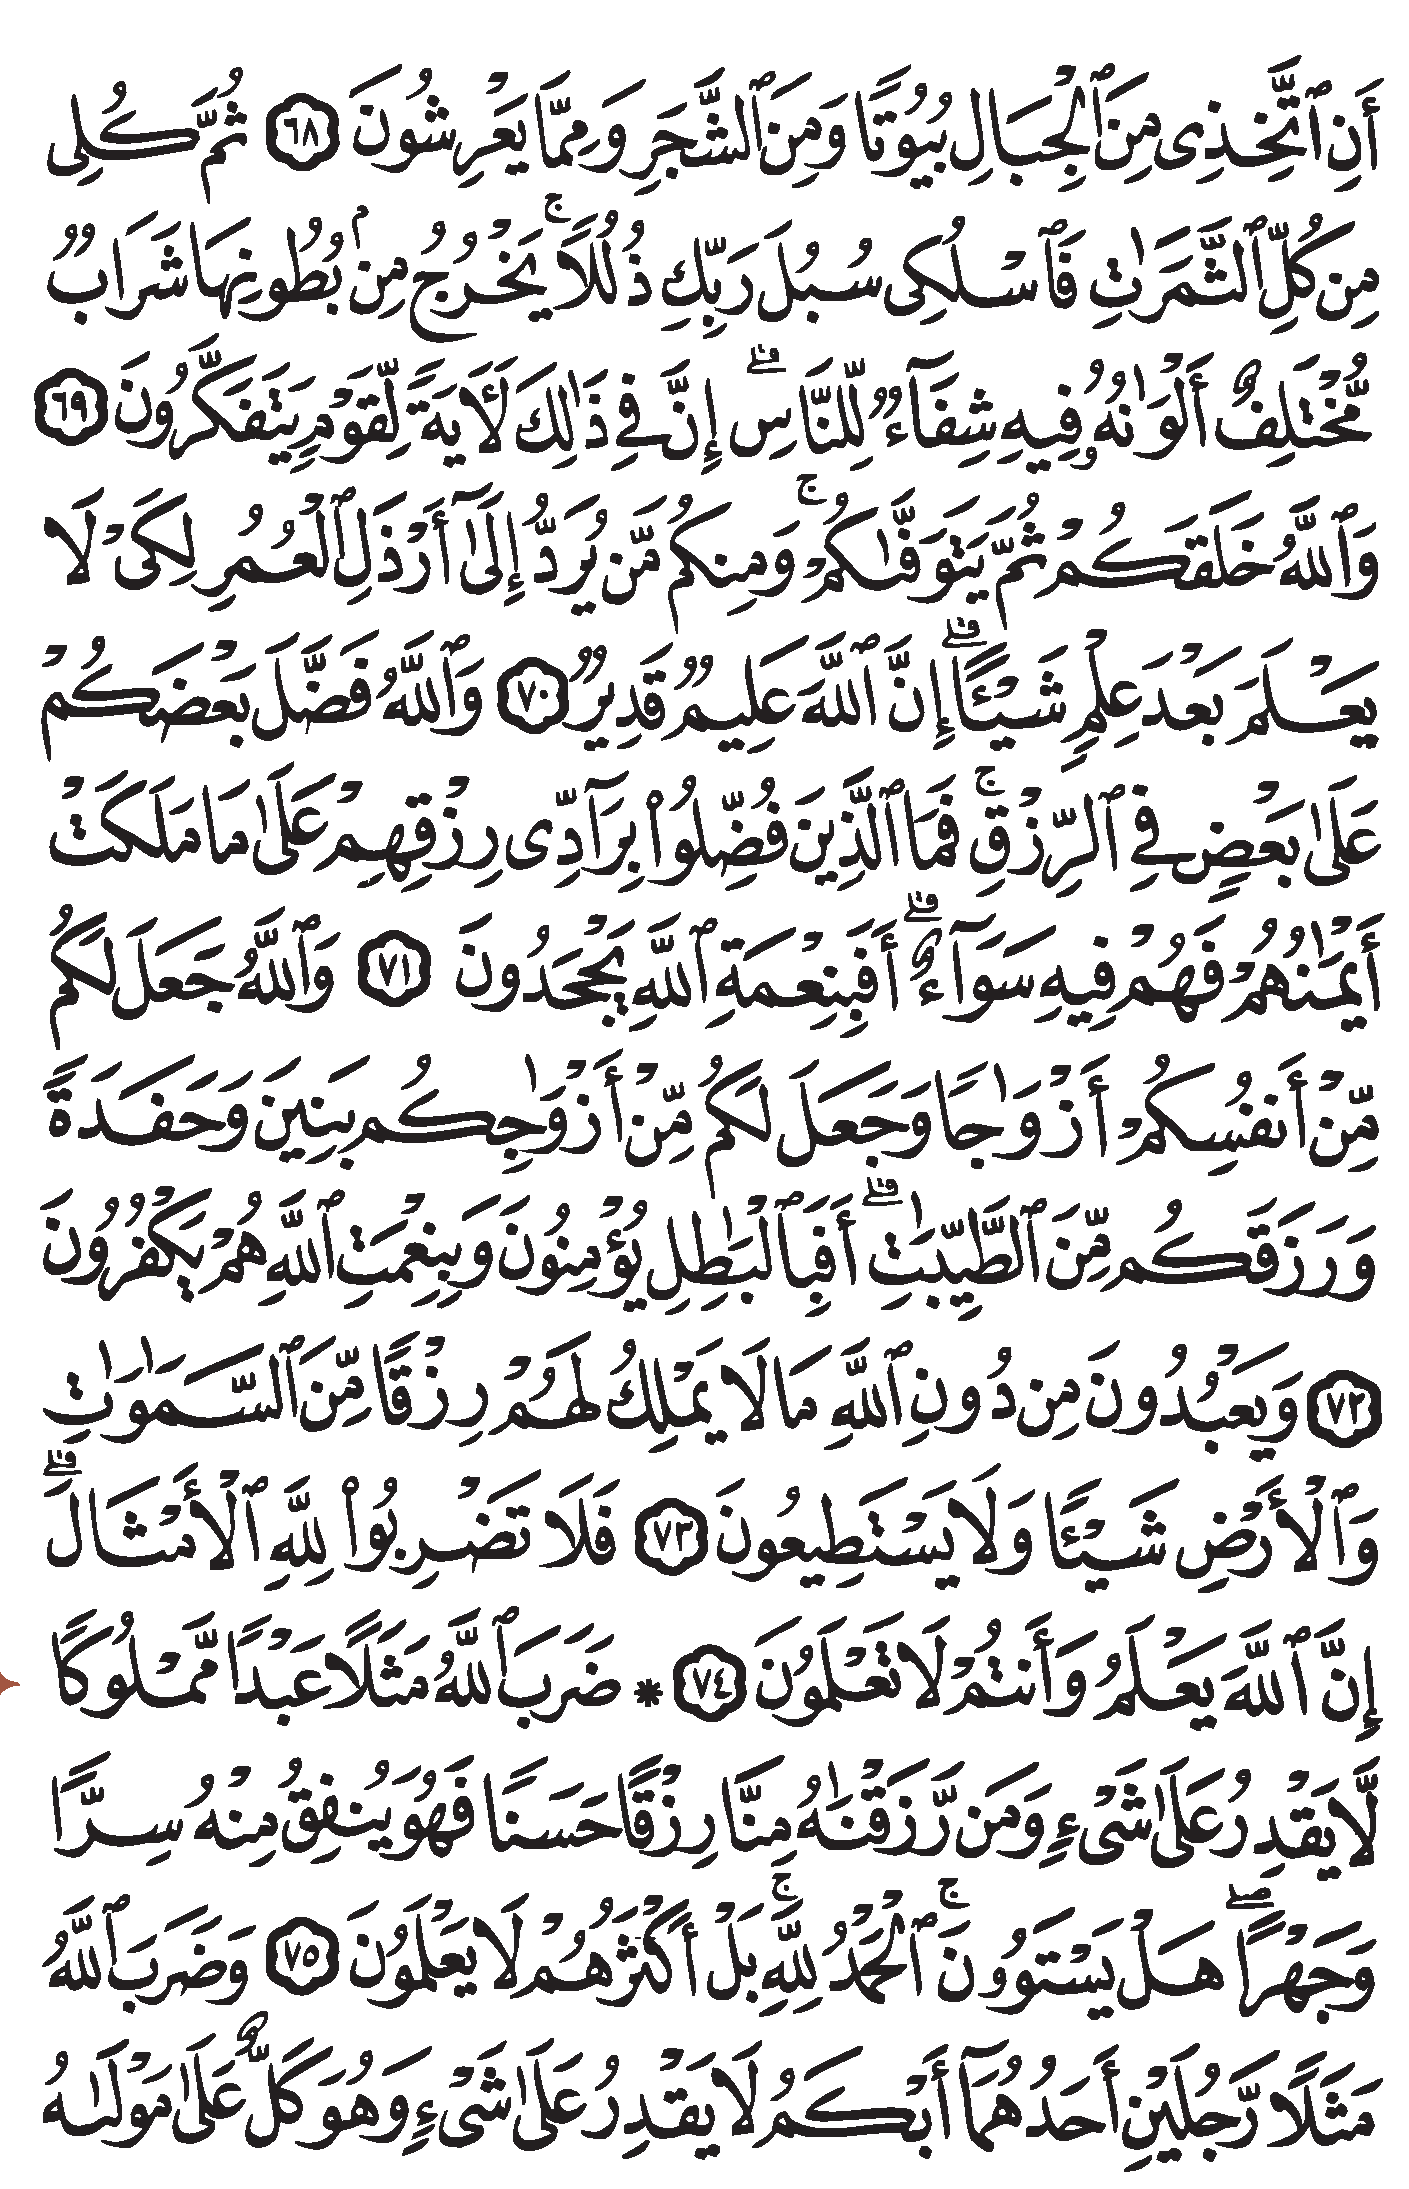 أَنِ ٱتَّخِذِى مِنَ ٱلْجِبَالِ بُيُوتًا وَمِنَ ٱلشَّجَرِ وَمِمَّا يَعْرِشُونَ ٦٨ ثُمَّ كُلِى
مِن كُلِّ ٱلثَّمَرَٰتِ فَٱسْلُكِى سُبُلَ رَبِّكِ ذُلُلًا ۚ يَخْرُجُ مِنۢ بُطُونِهَا شَرَابٌ
مُّخْتَلِفٌ أَلْوَٰنُهُۥ فِيهِ شِفَآءٌ لِّلنَّاسِ ۗ إِنَّ فِى ذَٰلِكَ لَـَٔايَةً لِّقَوْمٍ يَتَفَكَّرُونَ ٦٩
وَٱللَّهُ خَلَقَكُمْ ثُمَّ يَتَوَفَّىٰكُمْ ۚ وَمِنكُم مَّن يُرَدُّ إِلَىٰٓ أَرْذَلِ ٱلْعُمُرِ لِكَىْ لَا
يَعْلَمَ بَعْدَ عِلْمٍ شَيْـًٔا ۗ إِنَّ ٱللَّهَ عَلِيمٌ قَدِيرٌ ٧٠ وَٱللَّهُ فَضَّلَ بَعْضَكُمْ
عَلَىٰ بَعْضٍ فِى ٱلرِّزْقِ ۚ فَمَا ٱلَّذِينَ فُضِّلُوا۟ بِرَآدِّى رِزْقِهِمْ عَلَىٰ مَا مَلَكَتْ
أَيْمَٰنُهُمْ فَهُمْ فِيهِ سَوَآءٌ ۗ أَفَبِنِعْمَةِ ٱللَّهِ يَجْحَدُونَ ٧١ وَٱللَّهُ جَعَلَ لَكُم
مِّنْ أَنفُسِكُمْ أَزْوَٰجًا وَجَعَلَ لَكُم مِّنْ أَزْوَٰجِكُم بَنِينَ وَحَفَدَةً
وَرَزَقَكُم مِّنَ ٱلطَّيِّبَٰتِ ۗ أَفَبِٱلْبَٰطِلِ يُؤْمِنُونَ وَبِنِعْمَتِ ٱللَّهِ هُمْ يَكْفُرُونَ
٧٢ وَيَعْبُدُونَ مِن دُونِ ٱللَّهِ مَا لَا يَمْلِكُ لَهُمْ رِزْقًا مِّنَ ٱلسَّمَٰوَٰتِ
وَٱلْأَرْضِ شَيْـًٔا وَلَا يَسْتَطِيعُونَ ٧٣ فَلَا تَضْرِبُوا۟ لِلَّهِ ٱلْأَمْثَالَ ۗ
إِنَّ ٱللَّهَ يَعْلَمُ وَأَنتُمْ لَا تَعْلَمُونَ ٧٤ * ضَرَبَ ٱللَّهُ مَثَلًا عَبْدًا مَّمْلُوكًا
لَّا يَقْدِرُ عَلَىٰ شَىْءٍ وَمَن رَّزَقْنَٰهُ مِنَّا رِزْقًا حَسَنًا فَهُوَ يُنفِقُ مِنْهُ سِرًّا
وَجَهْرًا ۖ هَلْ يَسْتَوُۥنَ ۚ ٱلْحَمْدُ لِلَّهِ ۚ بَلْ أَكْثَرُهُمْ لَا يَعْلَمُونَ ٧٥ وَضَرَبَ ٱللَّهُ
مَثَلًا رَّجُلَيْنِ أَحَدُهُمَآ أَبْكَمُ لَا يَقْدِرُ عَلَىٰ شَىْءٍ وَهُوَ كَلٌّ عَلَىٰ مَوْلَىٰهُ